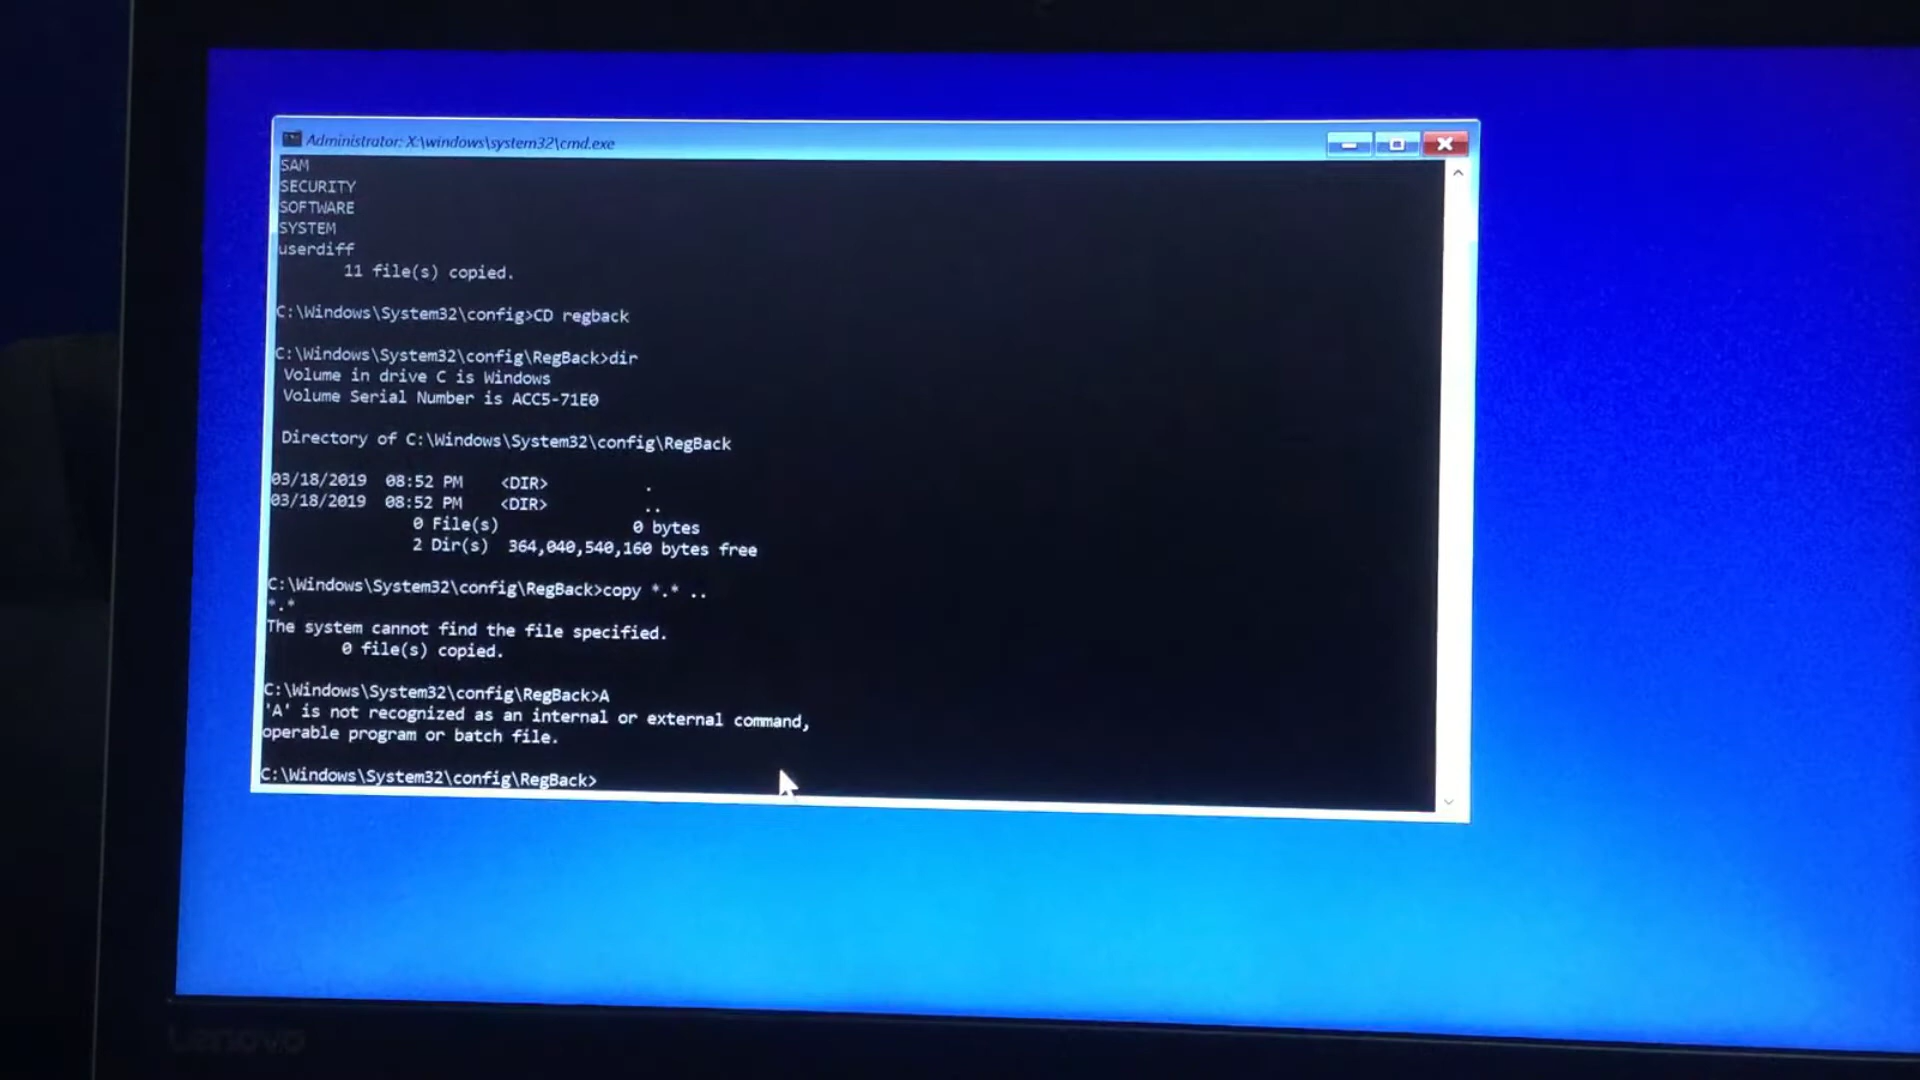 Administrator: X:\windows\system32\cmd.exe
SAM
SECURITY
SOFTWARE
SYSTEM
userdiff
11 file(s) copied.
C:\Windows\System32\config>CD regback
C:\Windows\System32\config\RegBack>dir
Volume in drive C is Windows
Volume Serial Number is ACC5-71E0
Directory of C:\Windows\System32\config\RegBack
03/18/2019 08:52 PM <DIR> .
03/18/2019 08:52 PM <DIR> ..
0 File(s) 0 bytes
2 Dir(s) 364,040,540,160 bytes free
C:\Windows\System32\config\RegBack>copy *.* ..
*.*
The system cannot find the file specified.
0 file(s) copied.
C:\Windows\System32\config\RegBack>A
'A' is not recognized as an internal or external command,
operable program or batch file.
C:\Windows\System32\config\RegBack>
Lenovo